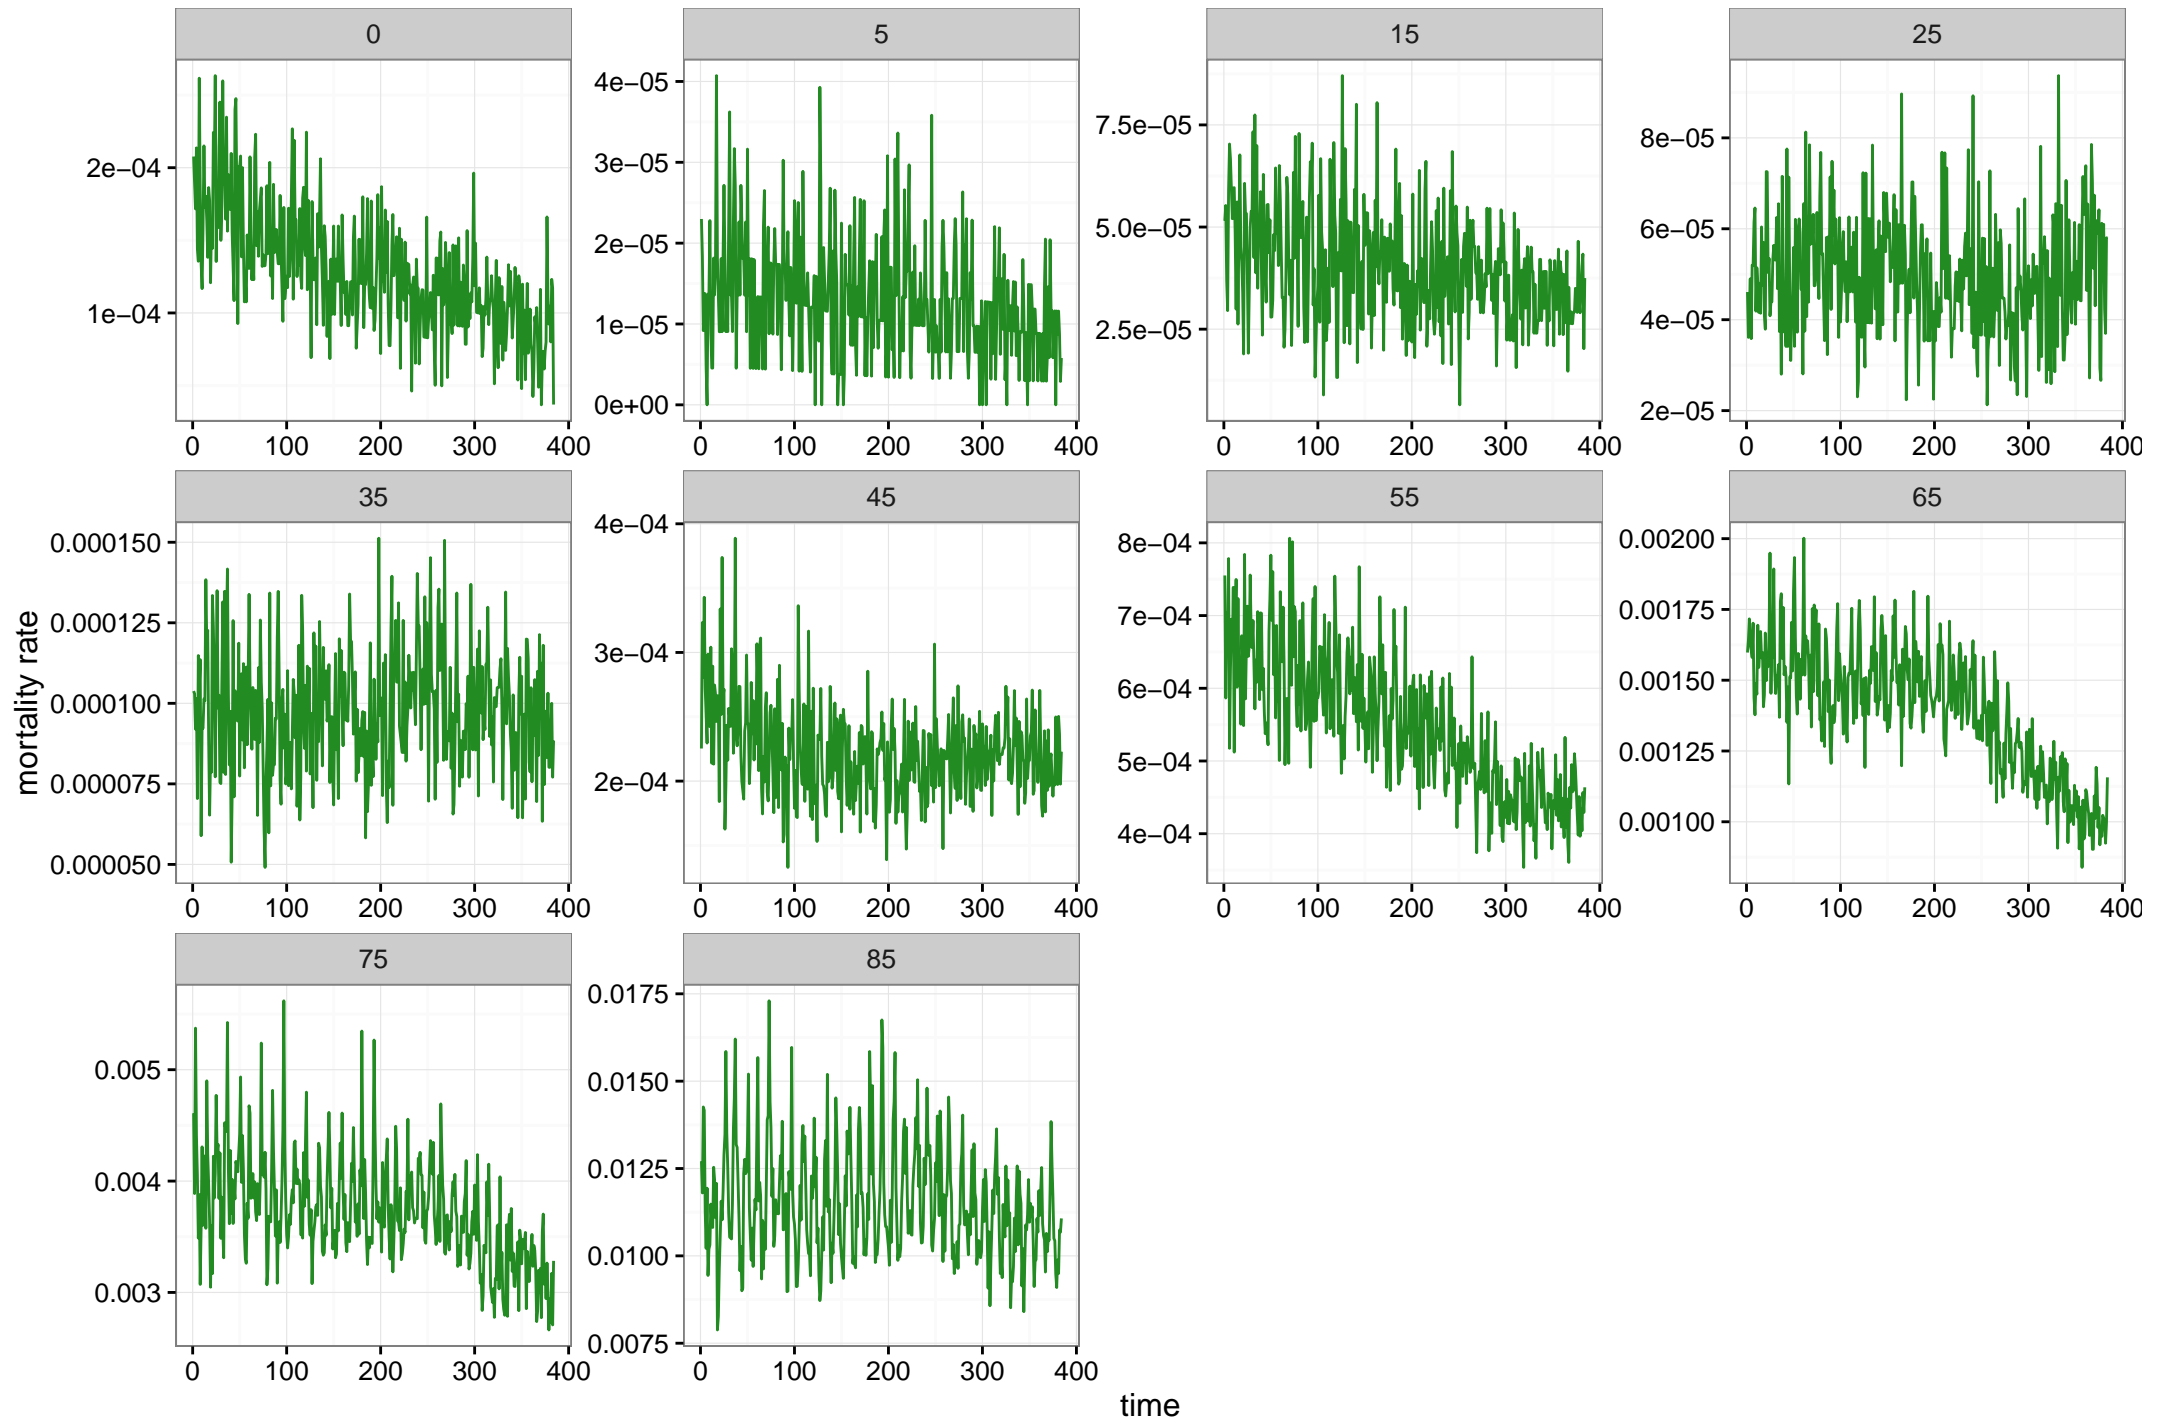 0
5
15
25
2e−04
1e−04
4e−05
3e−05
2e−05
1e−05
0e+00
7.5e−05
5.0e−05
2.5e−05
8e−05
6e−05
4e−05
2e−05
0 100 200 300 400
0 100 200 300 400
0 100 200 300 400
0 100 200 300 400
35
45
55
65
mortality rate
0.000150
0.000125
0.000100
0.000075
0.000050
4e−04
3e−04
2e−04
8e−04
7e−04
6e−04
5e−04
4e−04
0.00200
0.00175
0.00150
0.00125
0.00100
0 100 200 300 400
0 100 200 300 400
0 100 200 300 400
0 100 200 300 400
75
85
0.005
0.004
0.003
0.0175
0.0150
0.0125
0.0100
0.0075
0 100 200 300 400
0 100 200 300 400
time